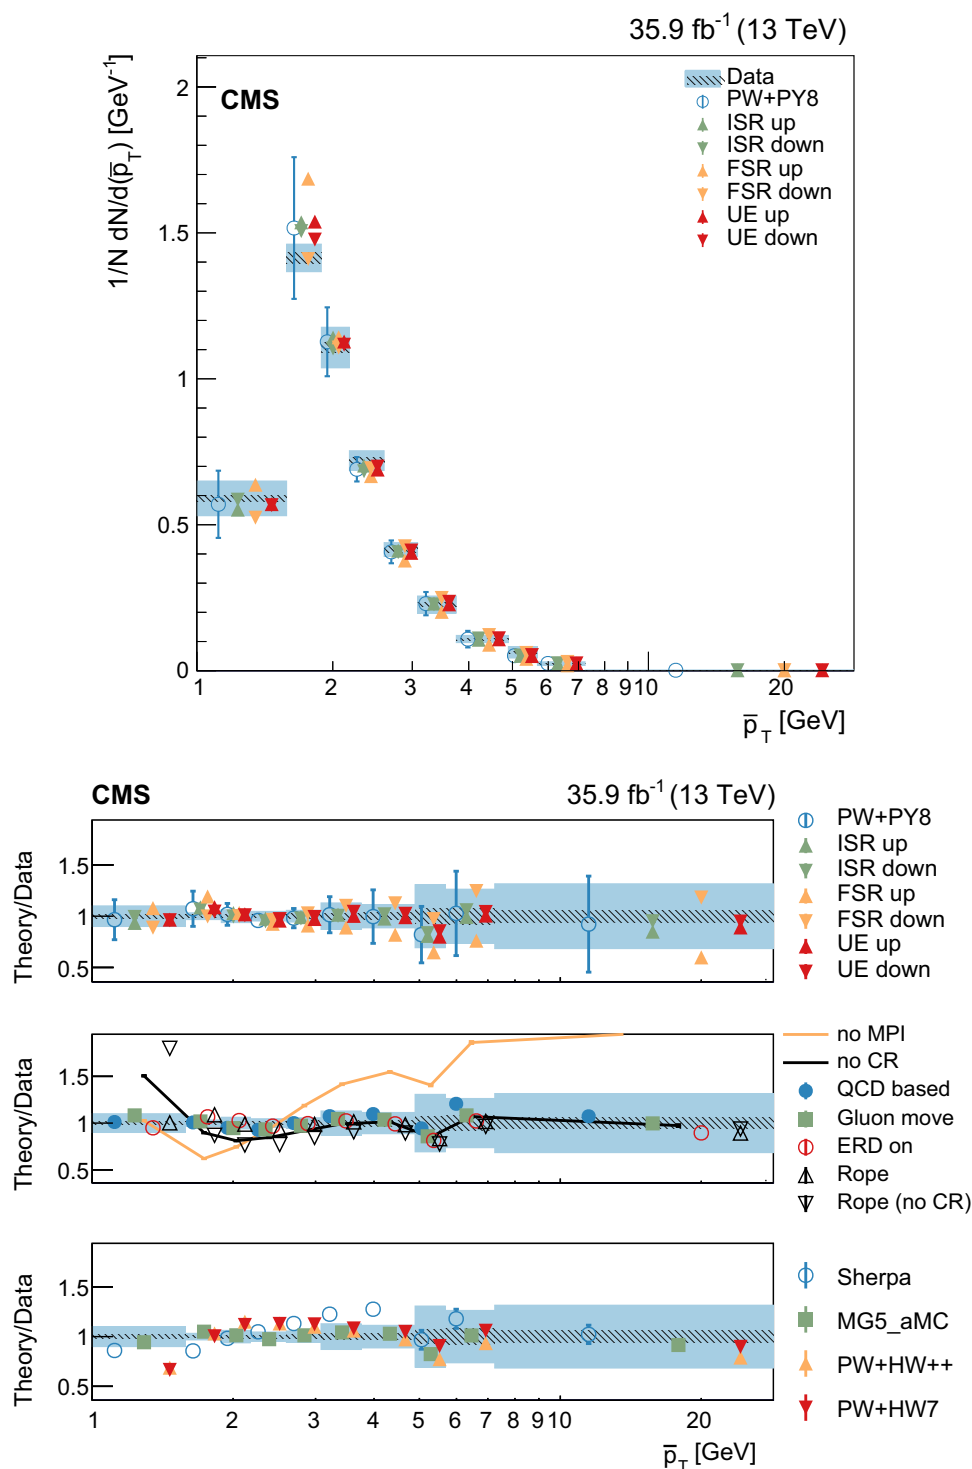 35.9 fb⁻¹ (13 TeV)
CMS
1/N dN/d(p̅_T) [GeV⁻¹]
2
1.5
1
0.5
0
Data
PW+PY8
ISR up
ISR down
FSR up
FSR down
UE up
UE down
1 2 3 4 5 6 7 8 910 20
p̅_T [GeV]
CMS 35.9 fb⁻¹ (13 TeV)
Theory/Data
1.5
1
0.5
PW+PY8
ISR up
ISR down
FSR up
FSR down
UE up
UE down
Theory/Data
1.5
1
0.5
no MPI
no CR
QCD based
Gluon move
ERD on
Rope
Rope (no CR)
Theory/Data
1.5
1
0.5
Sherpa
MG5_aMC
PW+HW++
PW+HW7
1 2 3 4 5 6 7 8 910 20
p̅_T [GeV]